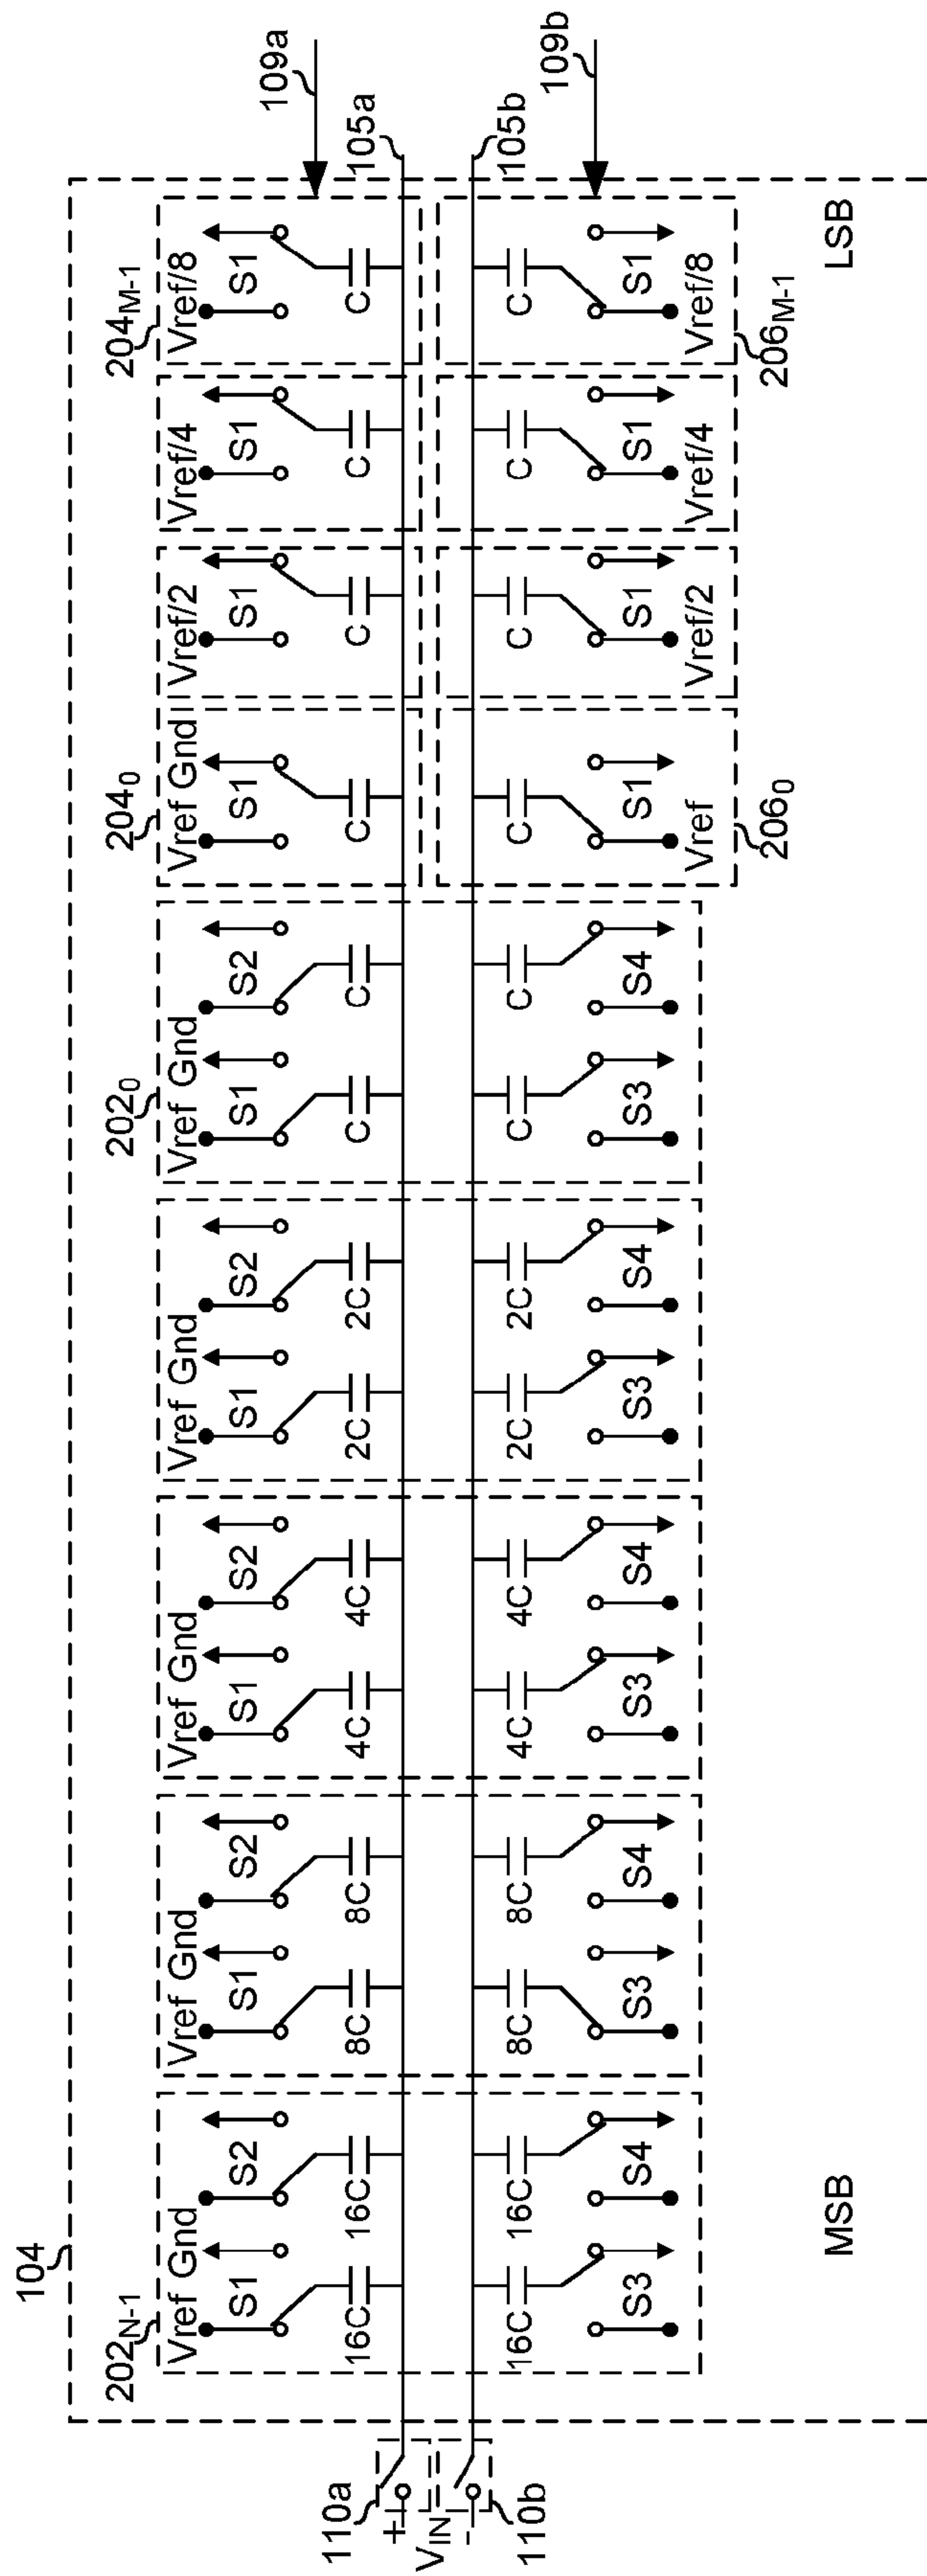 104
202N-1
2020
2040
204M-1
109a
105a
105b
109b
110a
+
VIN
-
110b
Vref Gnd
S1
S2
16C
16C
16C
16C
S3
S4
Vref Gnd
S1
S2
8C
8C
8C
8C
S3
S4
Vref Gnd
S1
S2
4C
4C
4C
4C
S3
S4
Vref Gnd
S1
S2
2C
2C
2C
2C
S3
S4
Vref Gnd
S1
S2
C
C
C
C
S3
S4
Vref Gnd
S1
C
C
S1
Vref
2060
Vref/2
S1
C
C
S1
Vref/2
Vref/4
S1
C
C
S1
Vref/4
Vref/8
S1
C
C
S1
Vref/8
206M-1
MSB
LSB